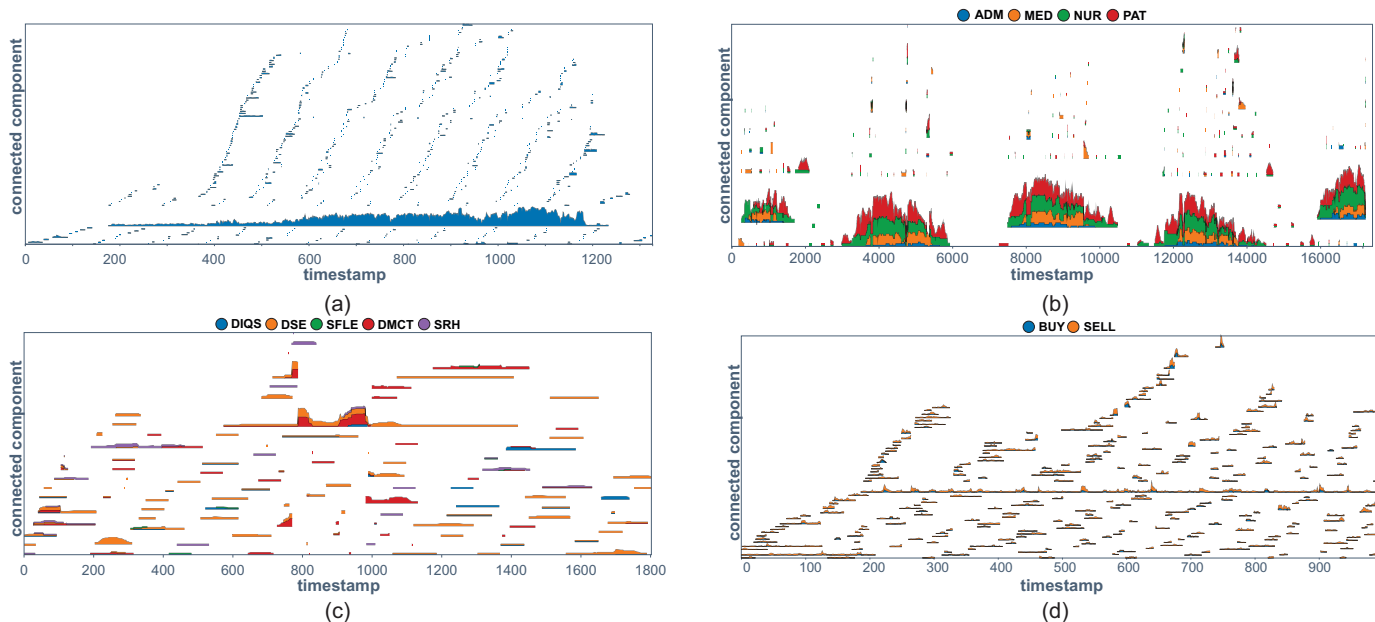 connected component
0 200 400 600 800 1000 1200
timestamp
(a)
ADM MED NUR PAT
connected component
0 2000 4000 6000 8000 10000 12000 14000 16000
timestamp
(b)
DIQS DSE SFLE DMCT SRH
connected component
0 200 400 600 800 1000 1200 1400 1600 1800
timestamp
(c)
BUY SELL
connected component
0 100 200 300 400 500 600 700 800 900
timestamp
(d)